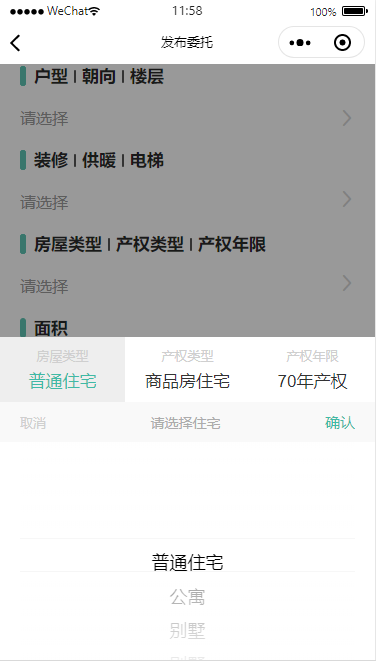 WeChat 11:58 100%
发布委托
户型 | 朝向 | 楼层
请选择
装修 | 供暖 | 电梯
请选择
房屋类型 | 产权类型 | 产权年限
请选择
面积
房屋类型 产权类型 产权年限
普通住宅 商品房住宅 70年产权
取消 请选择住宅 确认
普通住宅
公寓
别墅